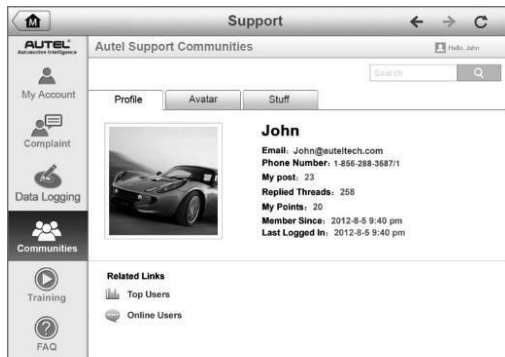 M
Support
AUTEL®
Automotive Intelligence
Autel Support Communities
Hello, John
Search
My Account
Profile
Avatar
Stuff
Complaint
John
Email: John@auteltech.com
Phone Number: 1-855-288-3587/1
My post: 23
Replied Threads: 258
My Points: 20
Member Since: 2012-8-5 9:40 pm
Last Logged In: 2012-8-5 9:40 pm
Data Logging
Communities
Related Links
Top Users
Online Users
Training
FAQ